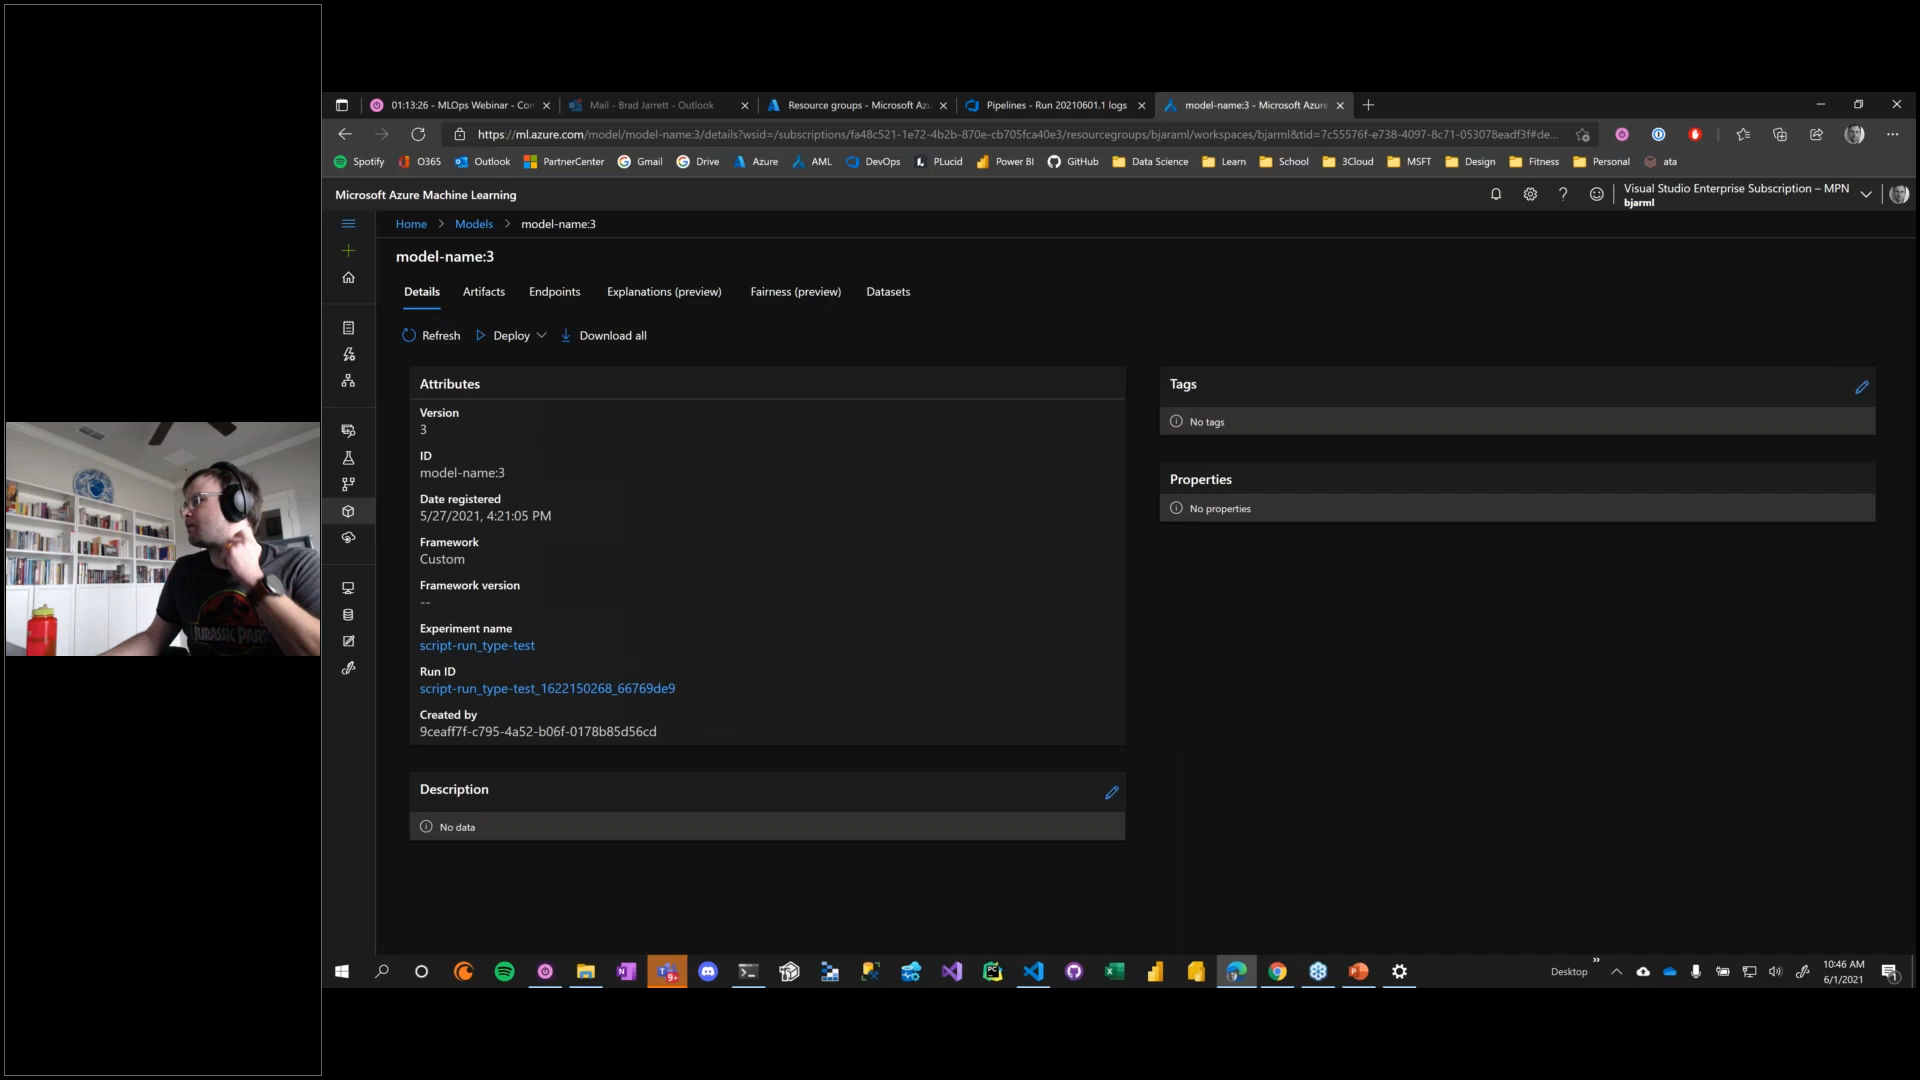 01:13:26 - MLOps Webinar - Con
Mail - Brad Jarrett - Outlook
Resource groups - Microsoft Azu
Pipelines - Run 20210601.1 logs
model-name:3 - Microsoft Azure
https://ml.azure.com/model/model-name:3/details?wsid=/subscriptions/fa48c521-1e72-4b2b-870e-cb705fca40e3/resourcegroups/bjaraml/workspaces/bjarml&tid=7c55576f-e738-4097-8c71-053078eadf3f#de...
Spotify O365 Outlook PartnerCenter Gmail Drive Azure AML DevOps PLucid Power BI GitHub Data Science Learn School 3Cloud MSFT Design Fitness Personal ata
Microsoft Azure Machine Learning
Visual Studio Enterprise Subscription – MPN
bjarml
Home > Models > model-name:3
model-name:3
Details Artifacts Endpoints Explanations (preview) Fairness (preview) Datasets
Refresh Deploy Download all
Attributes
Version
3
ID
model-name:3
Date registered
5/27/2021, 4:21:05 PM
Framework
Custom
Framework version
--
Experiment name
script-run_type-test
Run ID
script-run_type-test_1622150268_66769de9
Created by
9ceaff7f-c795-4a52-b06f-0178b85d56cd
Description
No data
Tags
No tags
Properties
No properties
JURASSIC PARK
Desktop
10:46 AM
6/1/2021